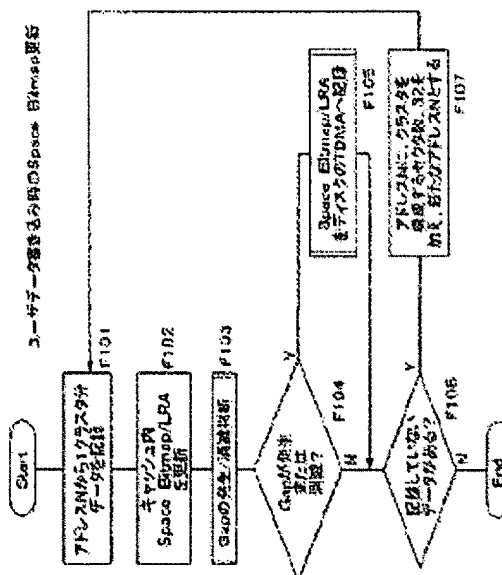 ユーザデータ書き込み時のSpace Bitmap更新
Start
アドレスNから1クラスタ分
データを記録
F101
キャッシュ内
Space Bitmap/LRA
を更新
F102
Gapの発生/消滅判断
F103
Gapが発生
または
消滅?
F104
Y
N
Space Bitmap/LRA
をディスクのTDMAへ記録
F105
記録していない
データがある?
F106
Y
N
アドレスNに、クラスタを
構成するセクタ数、32を
加え、新たなアドレスNとする
F107
End